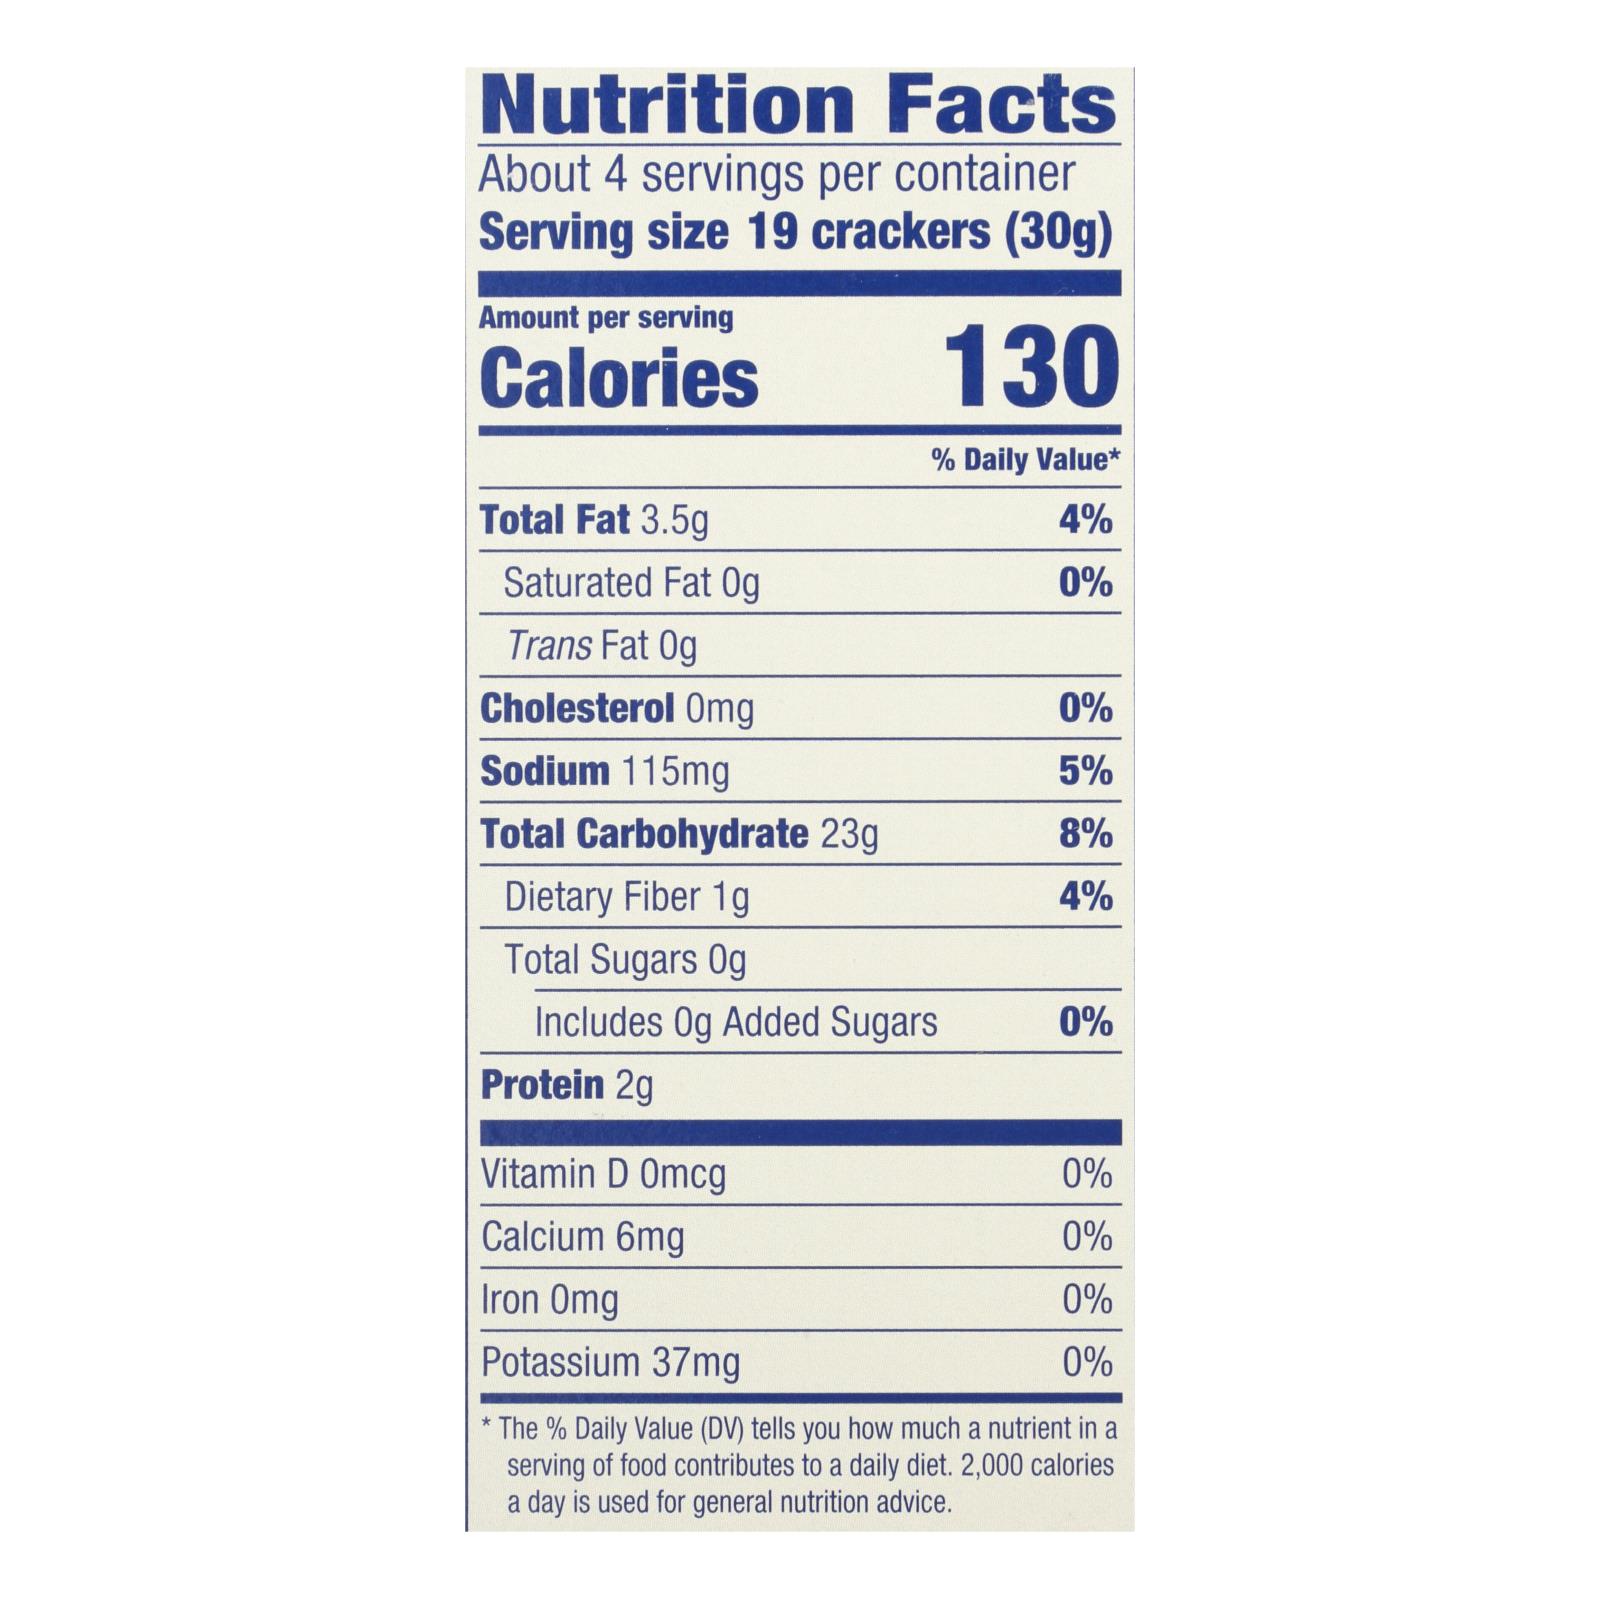 Nutrition Facts
About 4 servings per container
Serving size 19 crackers (30g)
Amount per serving
Calories 130
% Daily Value*
Total Fat 3.5g 4%
Saturated Fat 0g 0%
Trans Fat 0g
Cholesterol 0mg 0%
Sodium 115mg 5%
Total Carbohydrate 23g 8%
Dietary Fiber 1g 4%
Total Sugars 0g
Includes 0g Added Sugars 0%
Protein 2g
Vitamin D 0mcg 0%
Calcium 6mg 0%
Iron 0mg 0%
Potassium 37mg 0%
* The % Daily Value (DV) tells you how much a nutrient in a
serving of food contributes to a daily diet. 2,000 calories
a day is used for general nutrition advice.